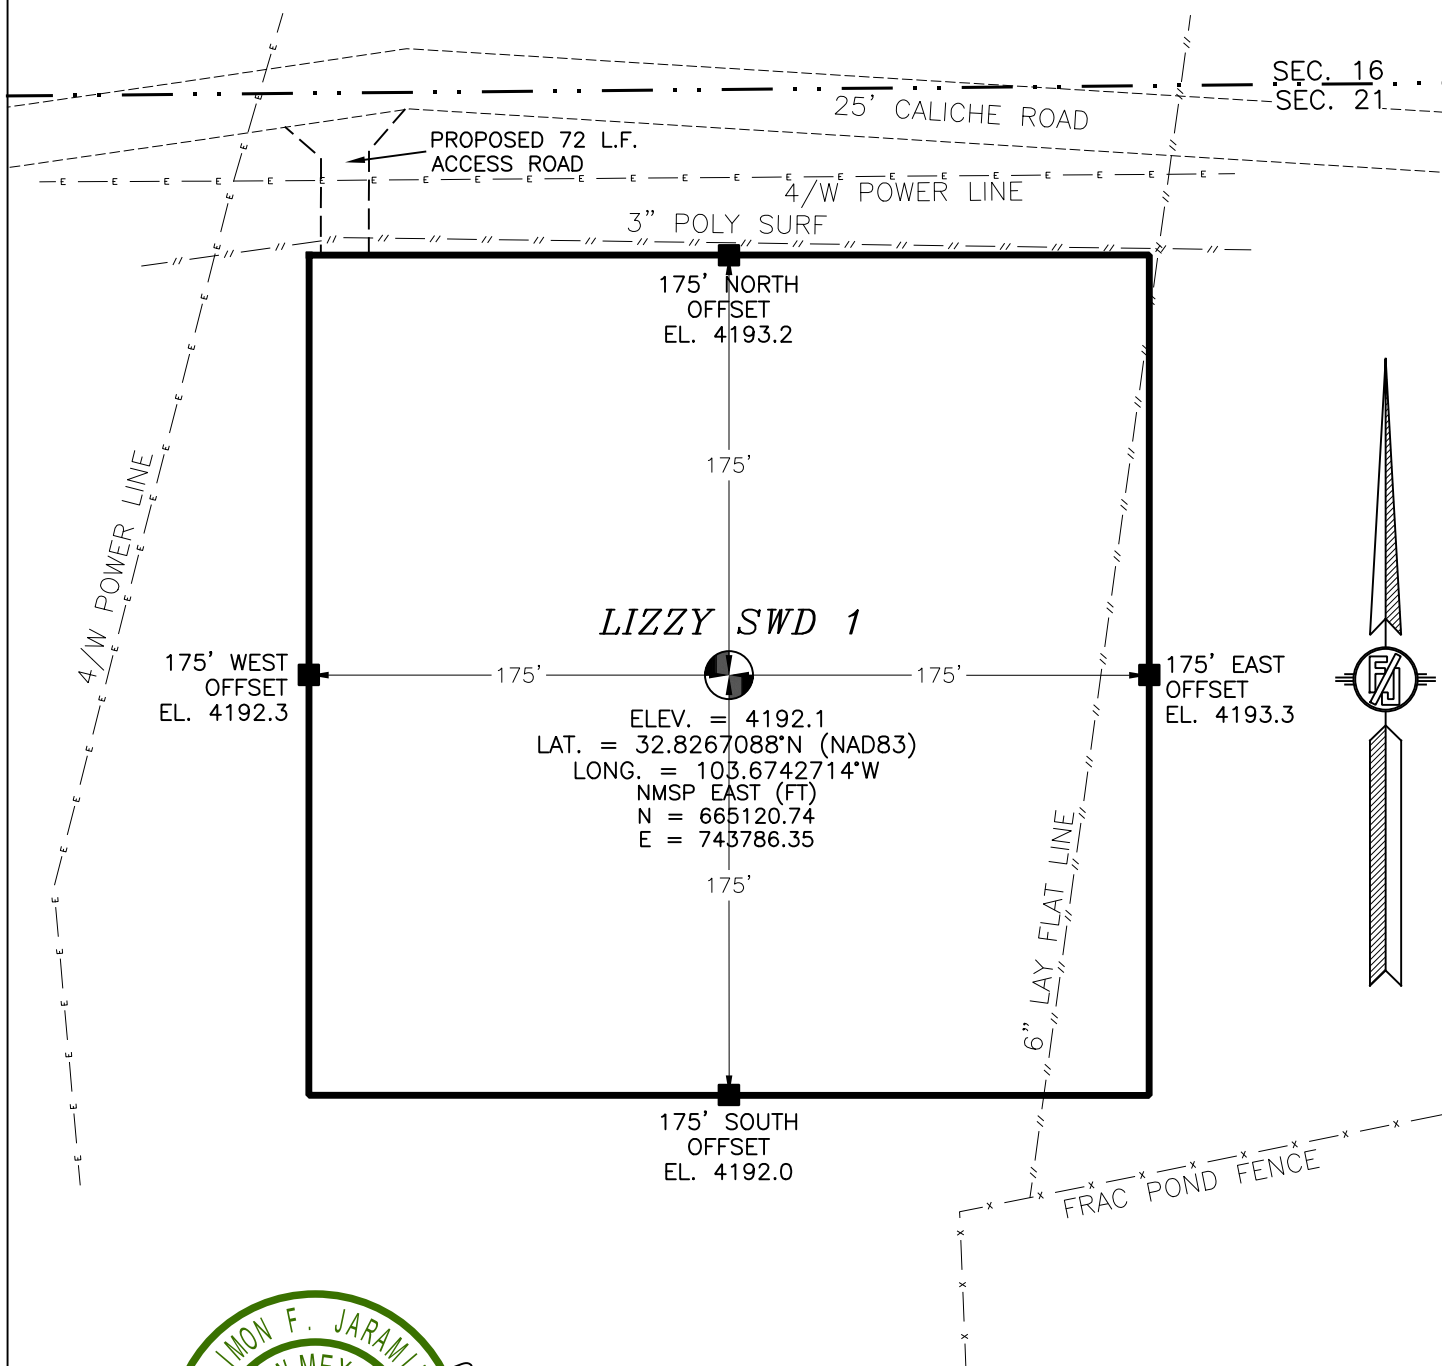 SEC. 16
SEC. 21
25' CALICHE ROAD
PROPOSED 72 L.F.
ACCESS ROAD
4/W POWER LINE
3" POLY SURF
175' NORTH
OFFSET
EL. 4193.2
175'
4/W POWER LINE
LIZZY SWD 1
175' WEST
OFFSET
EL. 4192.3
175'
175'
175' EAST
OFFSET
EL. 4193.3
ELEV. = 4192.1
LAT. = 32.8267088°N (NAD83)
LONG. = 103.6742714°W
NMSP EAST (FT)
N = 665120.74
E = 743786.35
175'
6" LAY FLAT LINE
175' SOUTH
OFFSET
EL. 4192.0
FRAC POND FENCE
F.